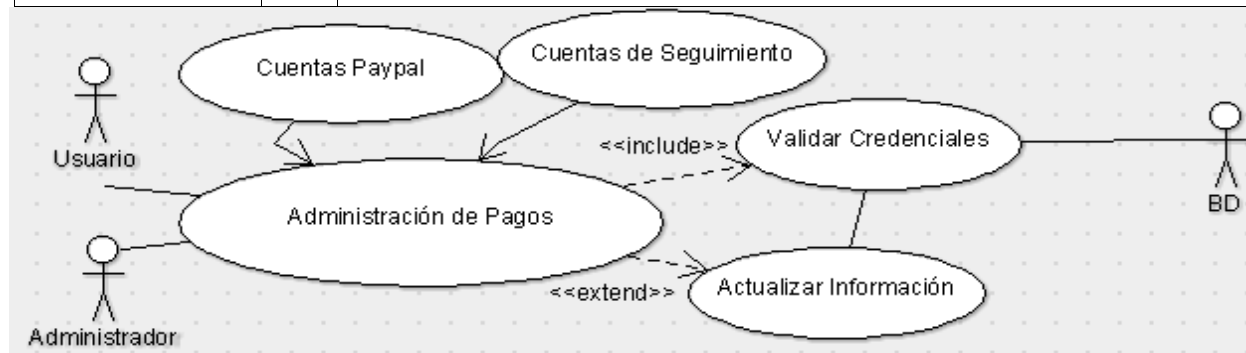 Cuentas Paypal
Cuentas de Seguimiento
Usuario
<<include>>
Validar Credenciales
BD
Administración de Pagos
<<extend>>
Actualizar Información
Administrador